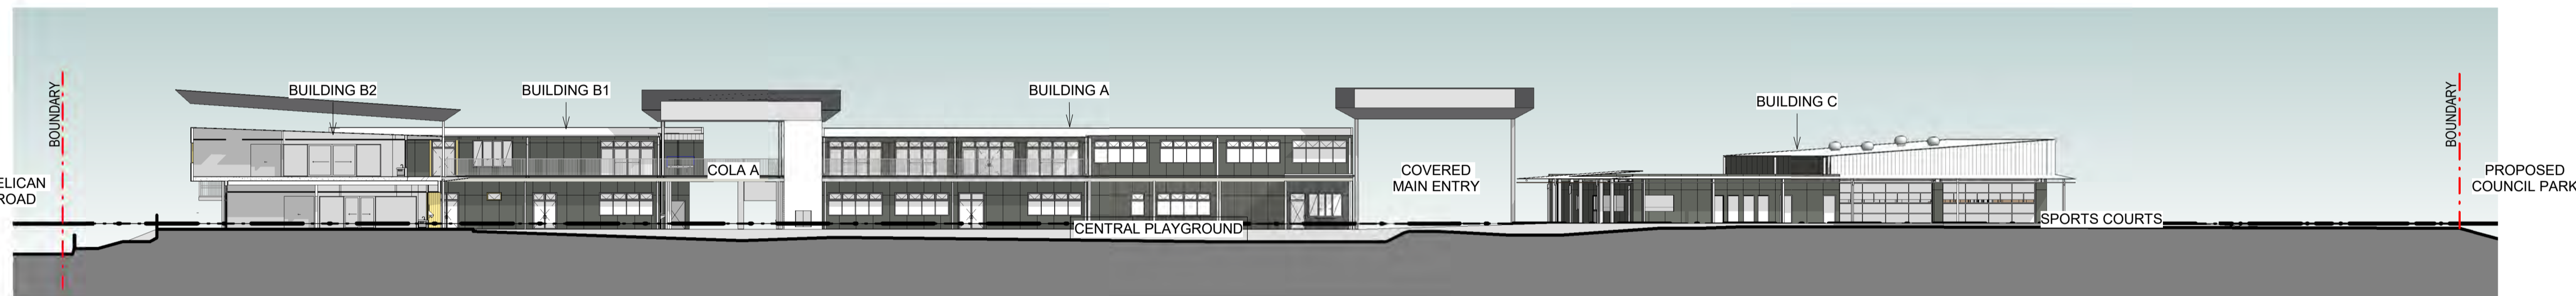 BOUNDARY
ELICAN
ROAD
BUILDING B2
BUILDING B1
COLA A
BUILDING A
CENTRAL PLAYGROUND
COVERED
MAIN ENTRY
BUILDING C
SPORTS COURTS
BOUNDARY
PROPOSED
COUNCIL PARK